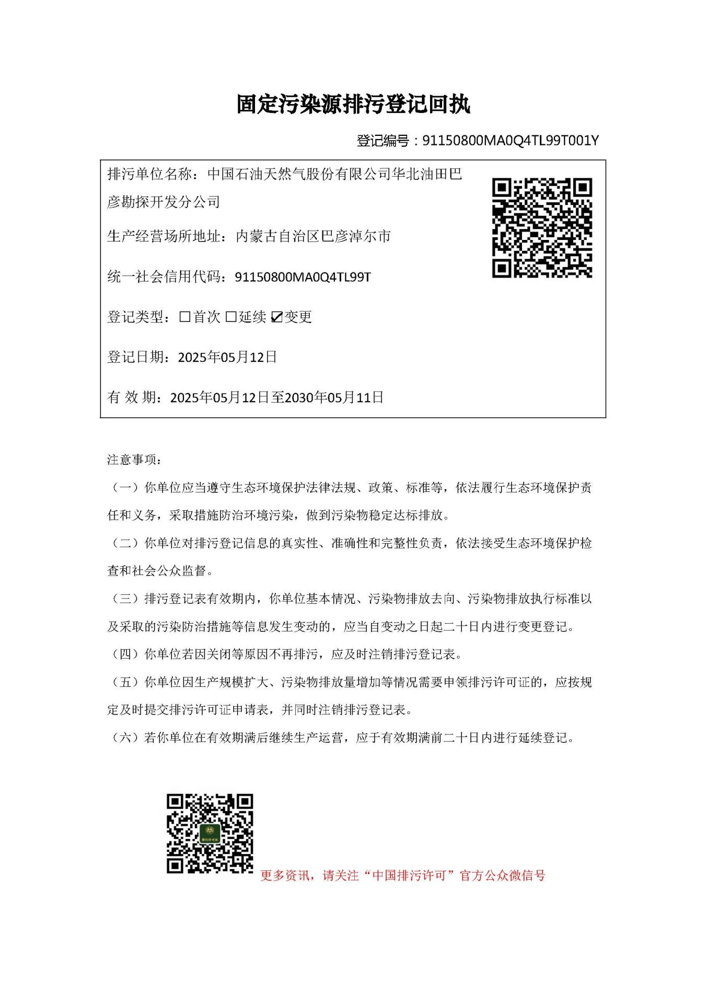 固定污染源排污登记回执
登记编号：91150800MA0Q4TL99T001Y
排污单位名称：中国石油天然气股份有限公司华北油田巴
彦勘探开发分公司
生产经营场所地址：内蒙古自治区巴彦淖尔市
统一社会信用代码：91150800MA0Q4TL99T
登记类型：☐首次 ☐延续 ☑变更
登记日期：2025年05月12日
有 效 期：2025年05月12日至2030年05月11日
注意事项：
（一）你单位应当遵守生态环境保护法律法规、政策、标准等，依法履行生态环境保护责
任和义务，采取措施防治环境污染，做到污染物稳定达标排放。
（二）你单位对排污登记信息的真实性、准确性和完整性负责，依法接受生态环境保护检
查和社会公众监督。
（三）排污登记表有效期内，你单位基本情况、污染物排放去向、污染物排放执行标准以
及采取的污染防治措施等信息发生变动的，应当自变动之日起二十日内进行变更登记。
（四）你单位若因关闭等原因不再排污，应及时注销排污登记表。
（五）你单位因生产规模扩大、污染物排放量增加等情况需要申领排污许可证的，应按规
定及时提交排污许可证申请表，并同时注销排污登记表。
（六）若你单位在有效期满后继续生产运营，应于有效期满前二十日内进行延续登记。
排污许可证
更多资讯，请关注“中国排污许可”官方公众微信号